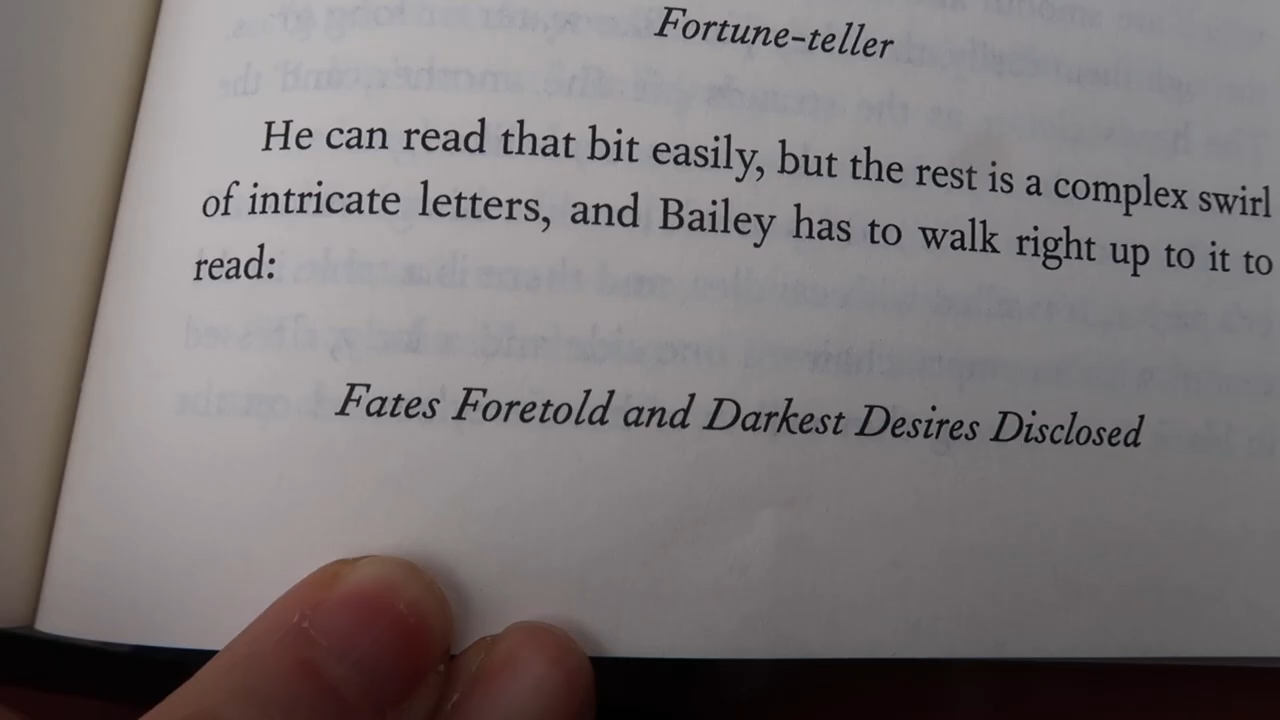 Fortune-teller
He can read that bit easily, but the rest is a complex swirl
of intricate letters, and Bailey has to walk right up to it to
read:
Fates Foretold and Darkest Desires Disclosed